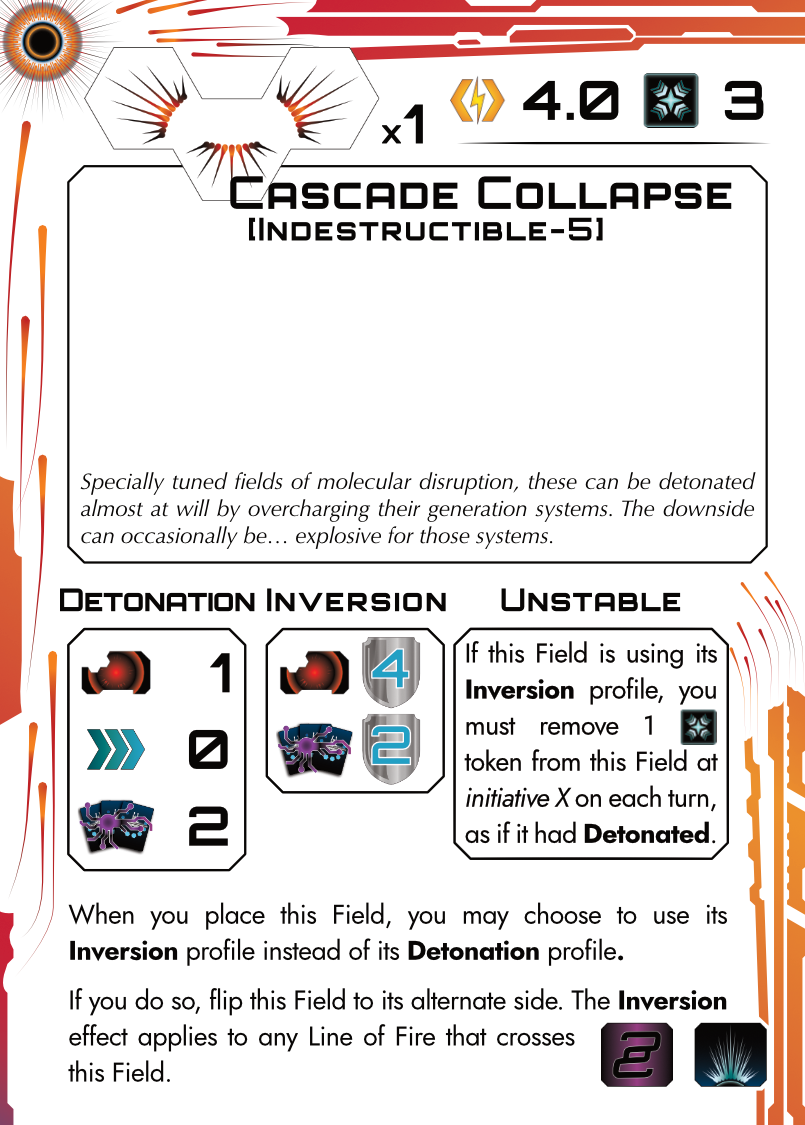 x1 4.0 3
Cascade Collapse
[Indestructible-5]
Specially tuned fields of molecular disruption, these can be detonated
almost at will by overcharging their generation systems. The downside
can occasionally be… explosive for those systems.
Detonation Inversion Unstable
1
0
2
4
2
If this Field is using its
Inversion profile, you
must remove 1
token from this Field at
initiative X on each turn,
as if it had Detonated.
When you place this Field, you may choose to use its
Inversion profile instead of its Detonation profile.
If you do so, flip this Field to its alternate side. The Inversion
effect applies to any Line of Fire that crosses
this Field.
2